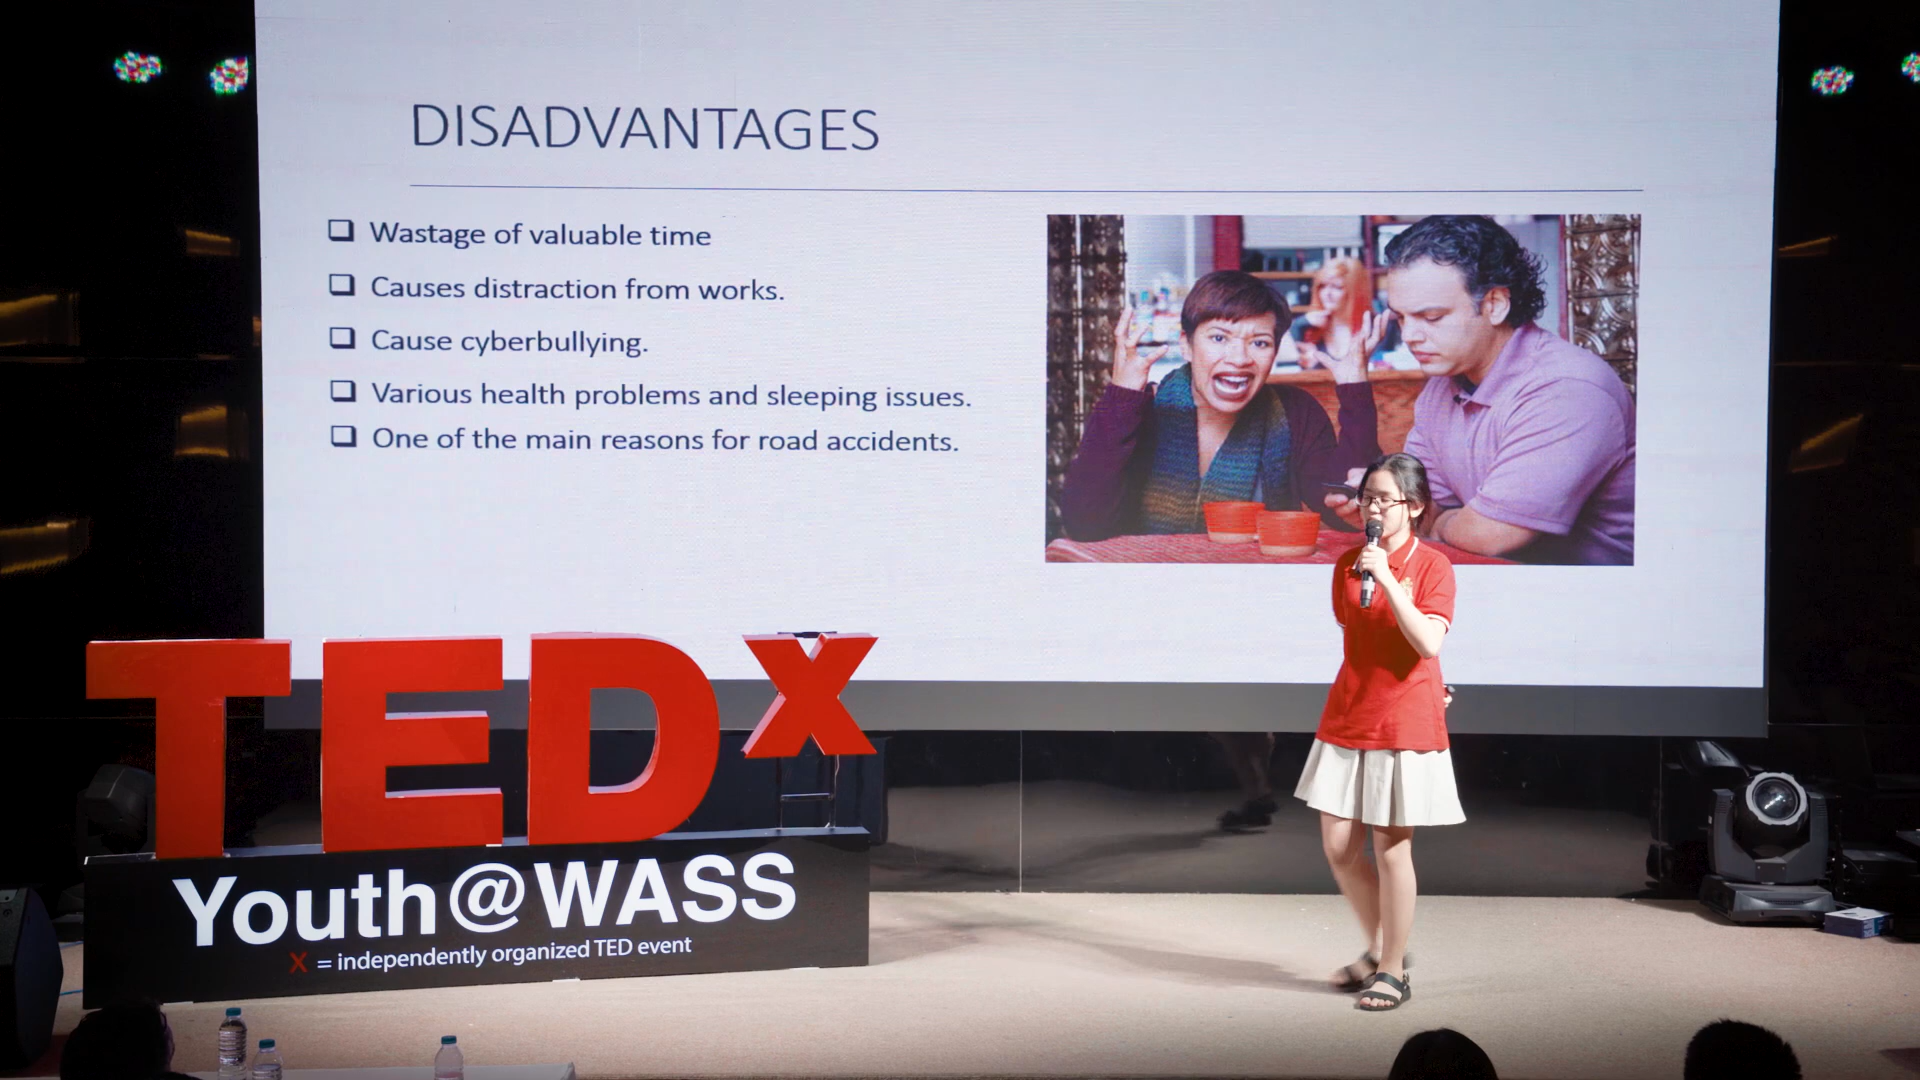 DISADVANTAGES
Wastage of valuable time
Causes distraction from works.
Cause cyberbullying.
Various health problems and sleeping issues.
One of the main reasons for road accidents.
TEDx
Youth@WASS
X = independently organized TED event